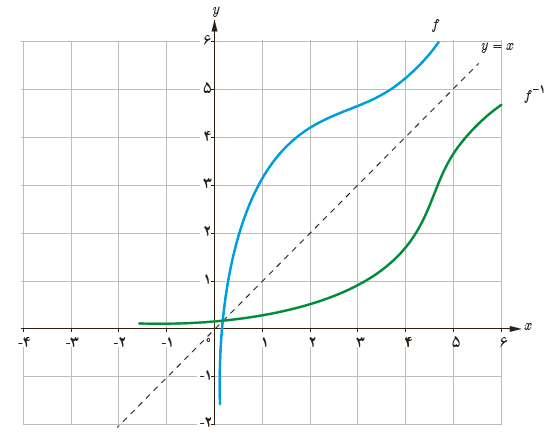 y
f
y = x
f⁻¹
۶
۵
۴
۳
۲
۱
-۴ -۳ -۲ -۱ ۰ ۱ ۲ ۳ ۴ ۵ ۶ x
-۱
-۲